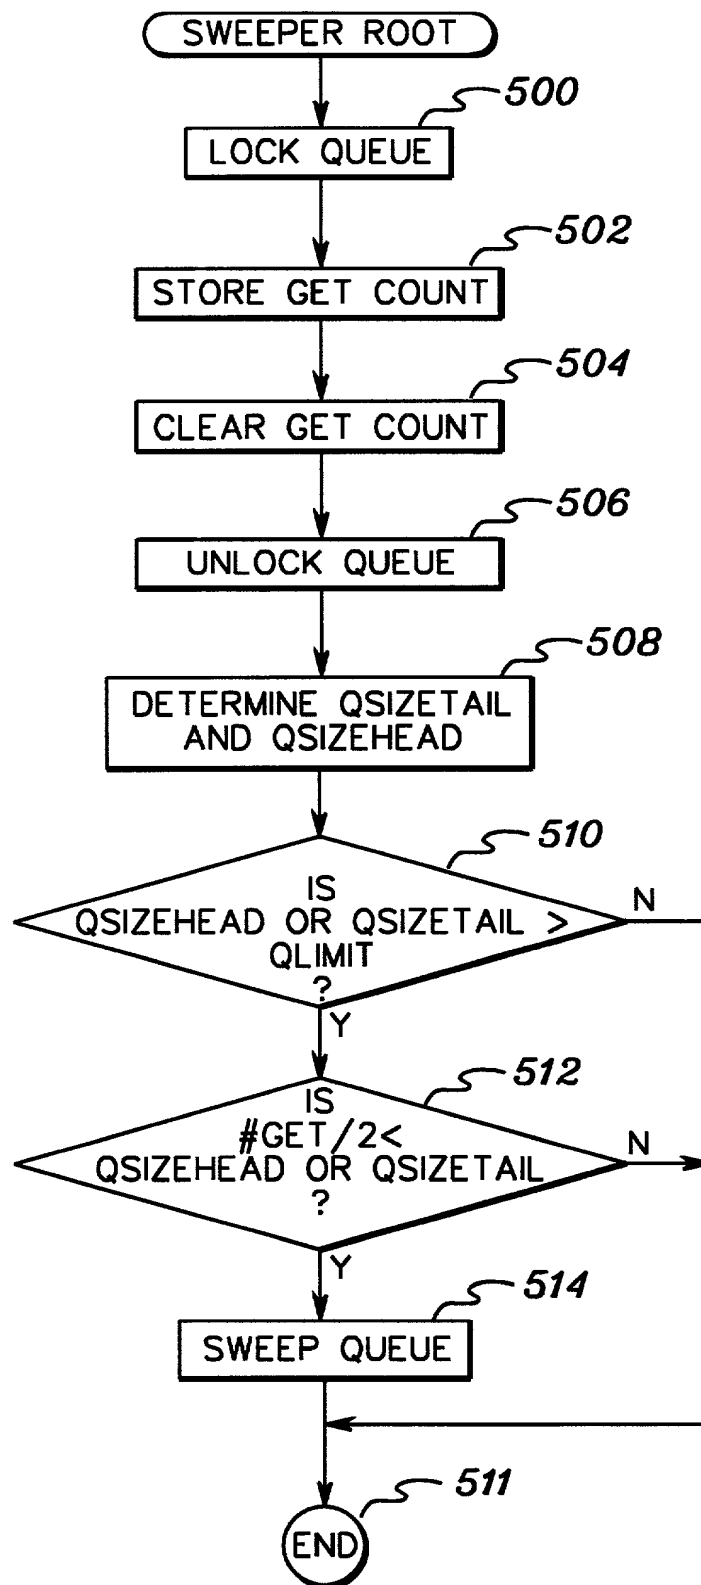 SWEEPER ROOT
500
LOCK QUEUE
502
STORE GET COUNT
504
CLEAR GET COUNT
506
UNLOCK QUEUE
508
DETERMINE QSIZETAIL
AND QSIZEHEAD
510
IS
QSIZEHEAD OR QSIZETAIL >
QLIMIT
?
N
Y
512
IS
#GET/2<
QSIZEHEAD OR QSIZETAIL
?
N
Y
514
SWEEP QUEUE
511
END